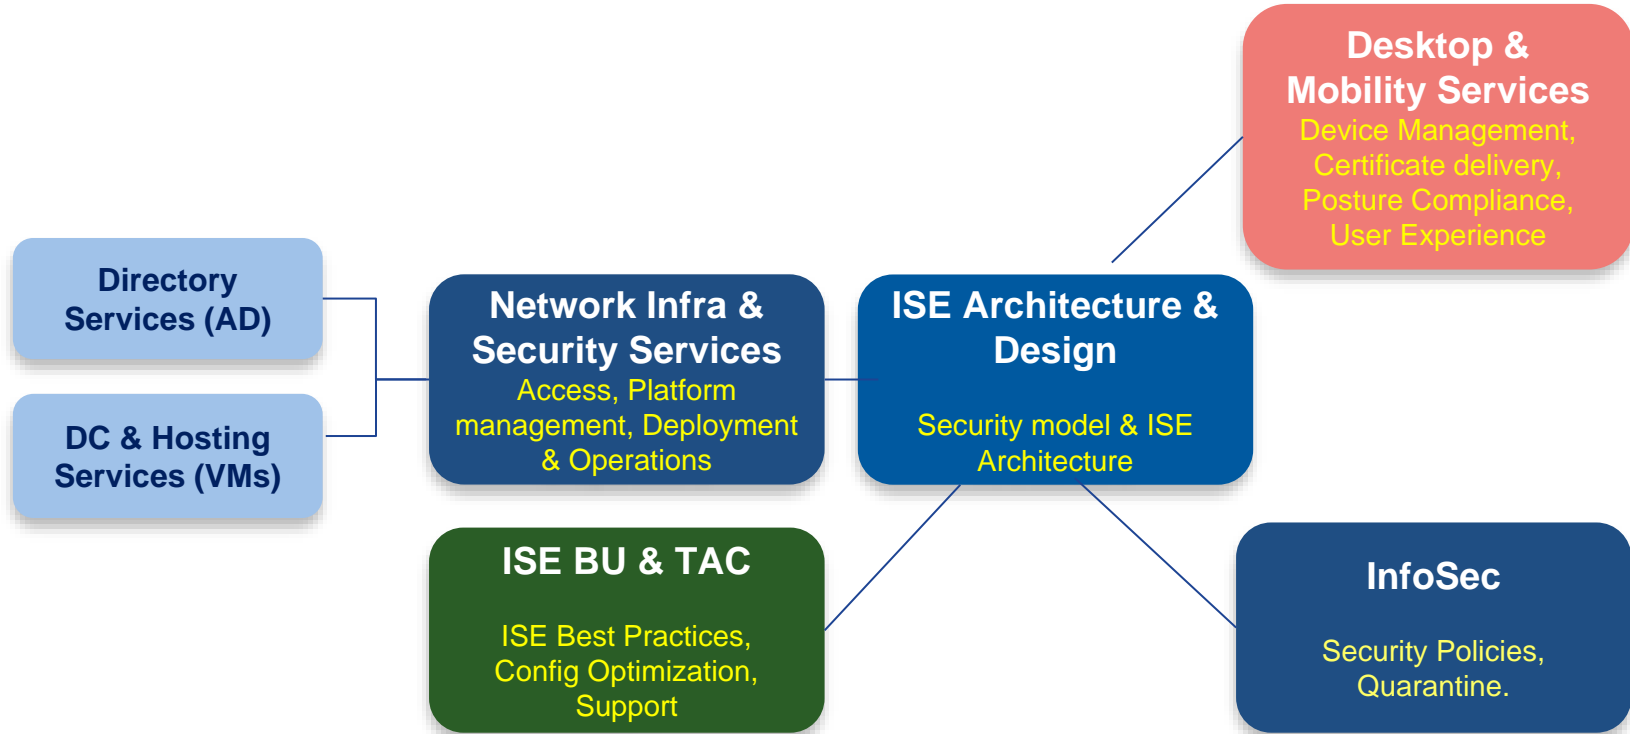 Desktop &
Mobility Services
Device Management,
Certificate delivery,
Posture Compliance,
User Experience
Directory
Services (AD)
DC & Hosting
Services (VMs)
Network Infra &
Security Services
Access, Platform
management, Deployment
& Operations
ISE Architecture &
Design
Security model & ISE
Architecture
ISE BU & TAC
ISE Best Practices,
Config Optimization,
Support
InfoSec
Security Policies,
Quarantine.